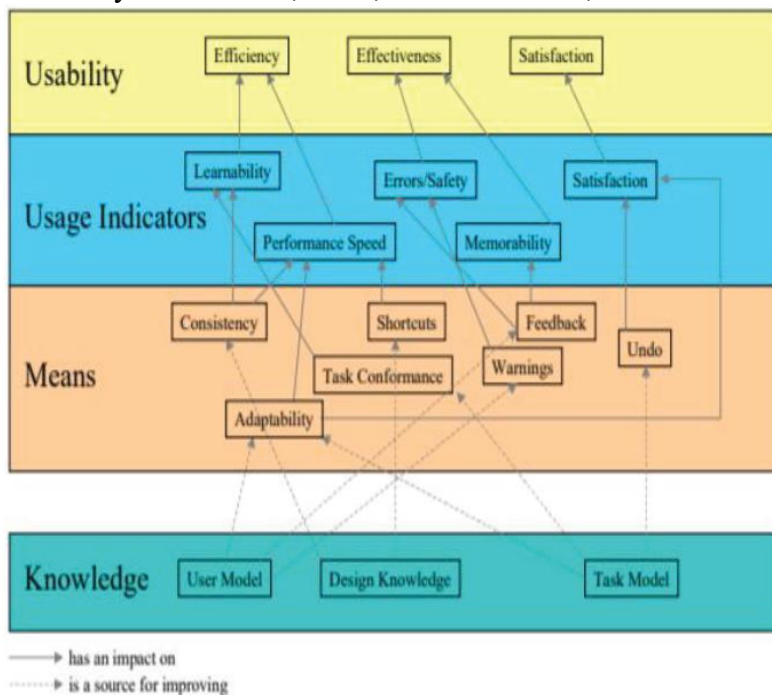 Usability
Efficiency
Effectiveness
Satisfaction
Usage Indicators
Learnability
Errors/Safety
Satisfaction
Performance Speed
Memorability
Means
Consistency
Shortcuts
Feedback
Undo
Task Conformance
Warnings
Adaptability
Knowledge
User Model
Design Knowledge
Task Model
has an impact on
is a source for improving